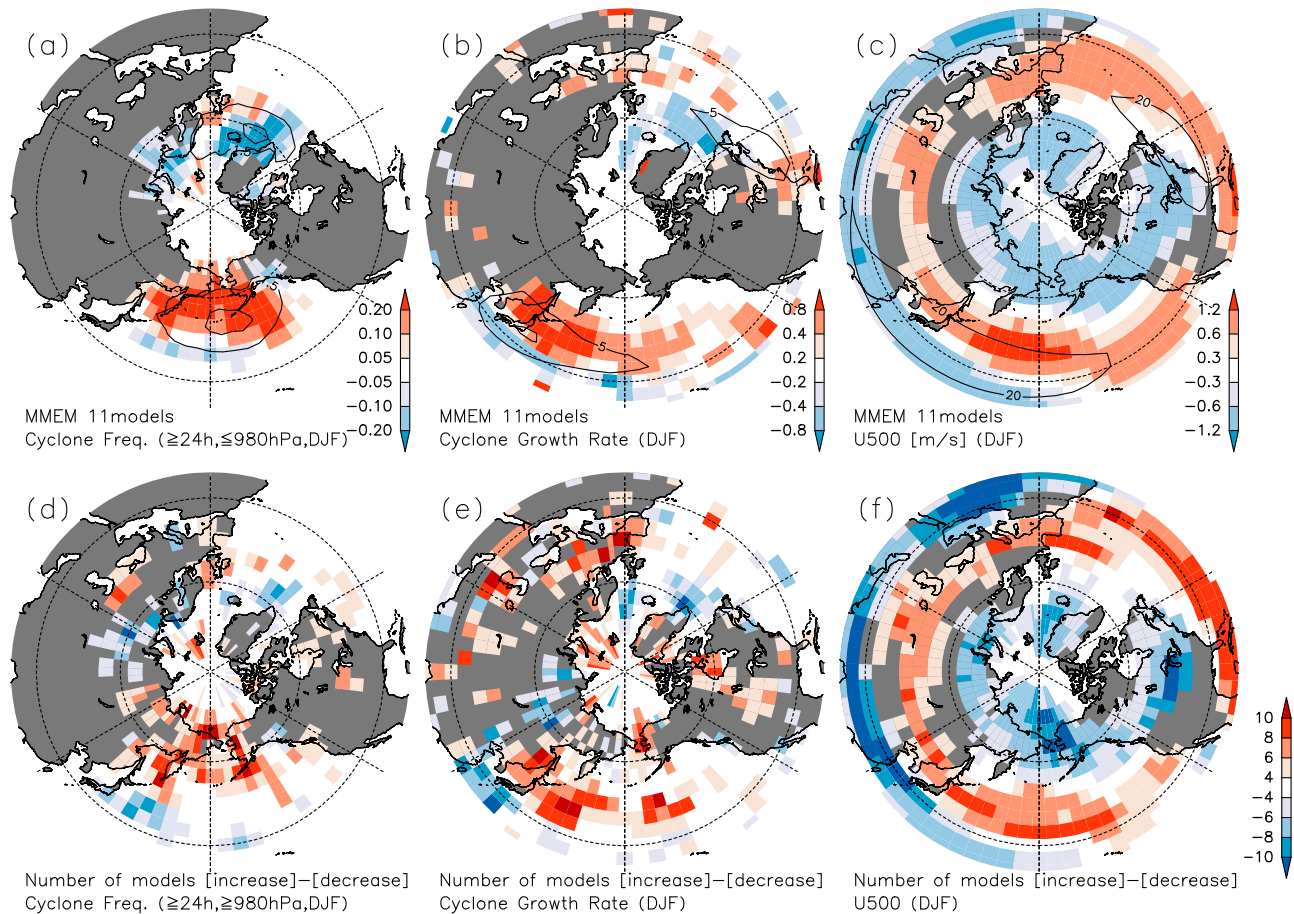 (a)
(b)
(c)
5
5
20
5
20
20
0.20
0.10
0.05
−0.05
−0.10
−0.20
0.8
0.4
0.2
−0.2
−0.4
−0.8
1.2
0.6
0.3
−0.3
−0.6
−1.2
MMEM 11models
Cyclone Freq. (≧24h,≦980hPa,DJF)
MMEM 11models
Cyclone Growth Rate (DJF)
MMEM 11models
U500 [m/s] (DJF)
(d)
(e)
(f)
10
8
6
4
−4
−6
−8
−10
Number of models [increase]−[decrease]
Cyclone Freq. (≧24h,≦980hPa,DJF)
Number of models [increase]−[decrease]
Cyclone Growth Rate (DJF)
Number of models [increase]−[decrease]
U500 (DJF)